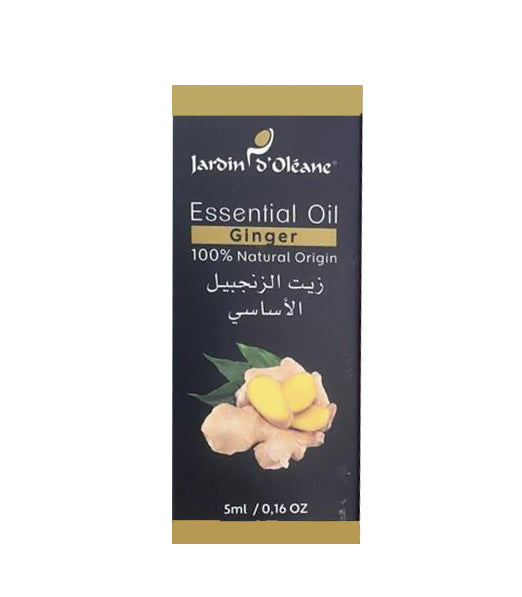 Jardin d'Oléane®
Essential Oil
Ginger
100% Natural Origin
زيت الزنجبيل
الأساسي
5ml / 0,16 OZ